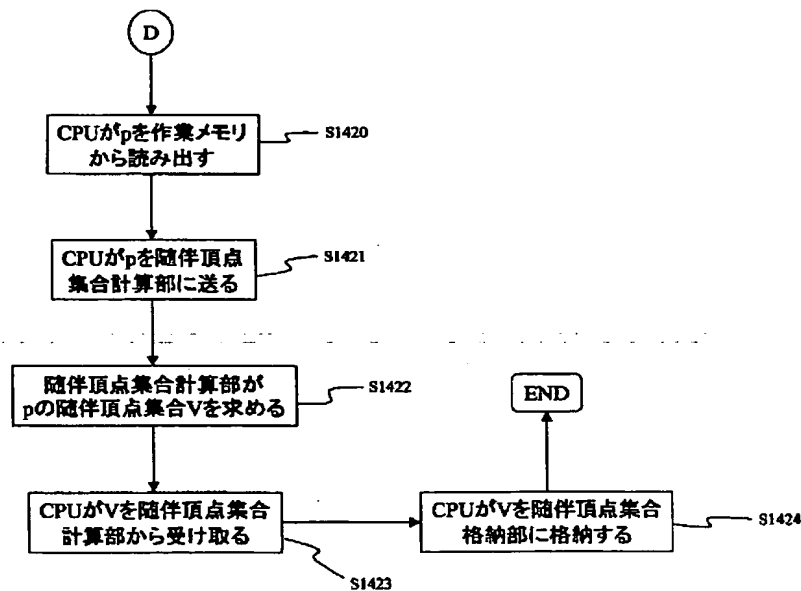 D
CPUがpを作業メモリ
から読み出す
S1420
CPUがpを随伴頂点
集合計算部に送る
S1421
随伴頂点集合計算部が
pの随伴頂点集合Vを求める
S1422
CPUがVを随伴頂点集合
計算部から受け取る
S1423
CPUがVを随伴頂点集合
格納部に格納する
S1424
END